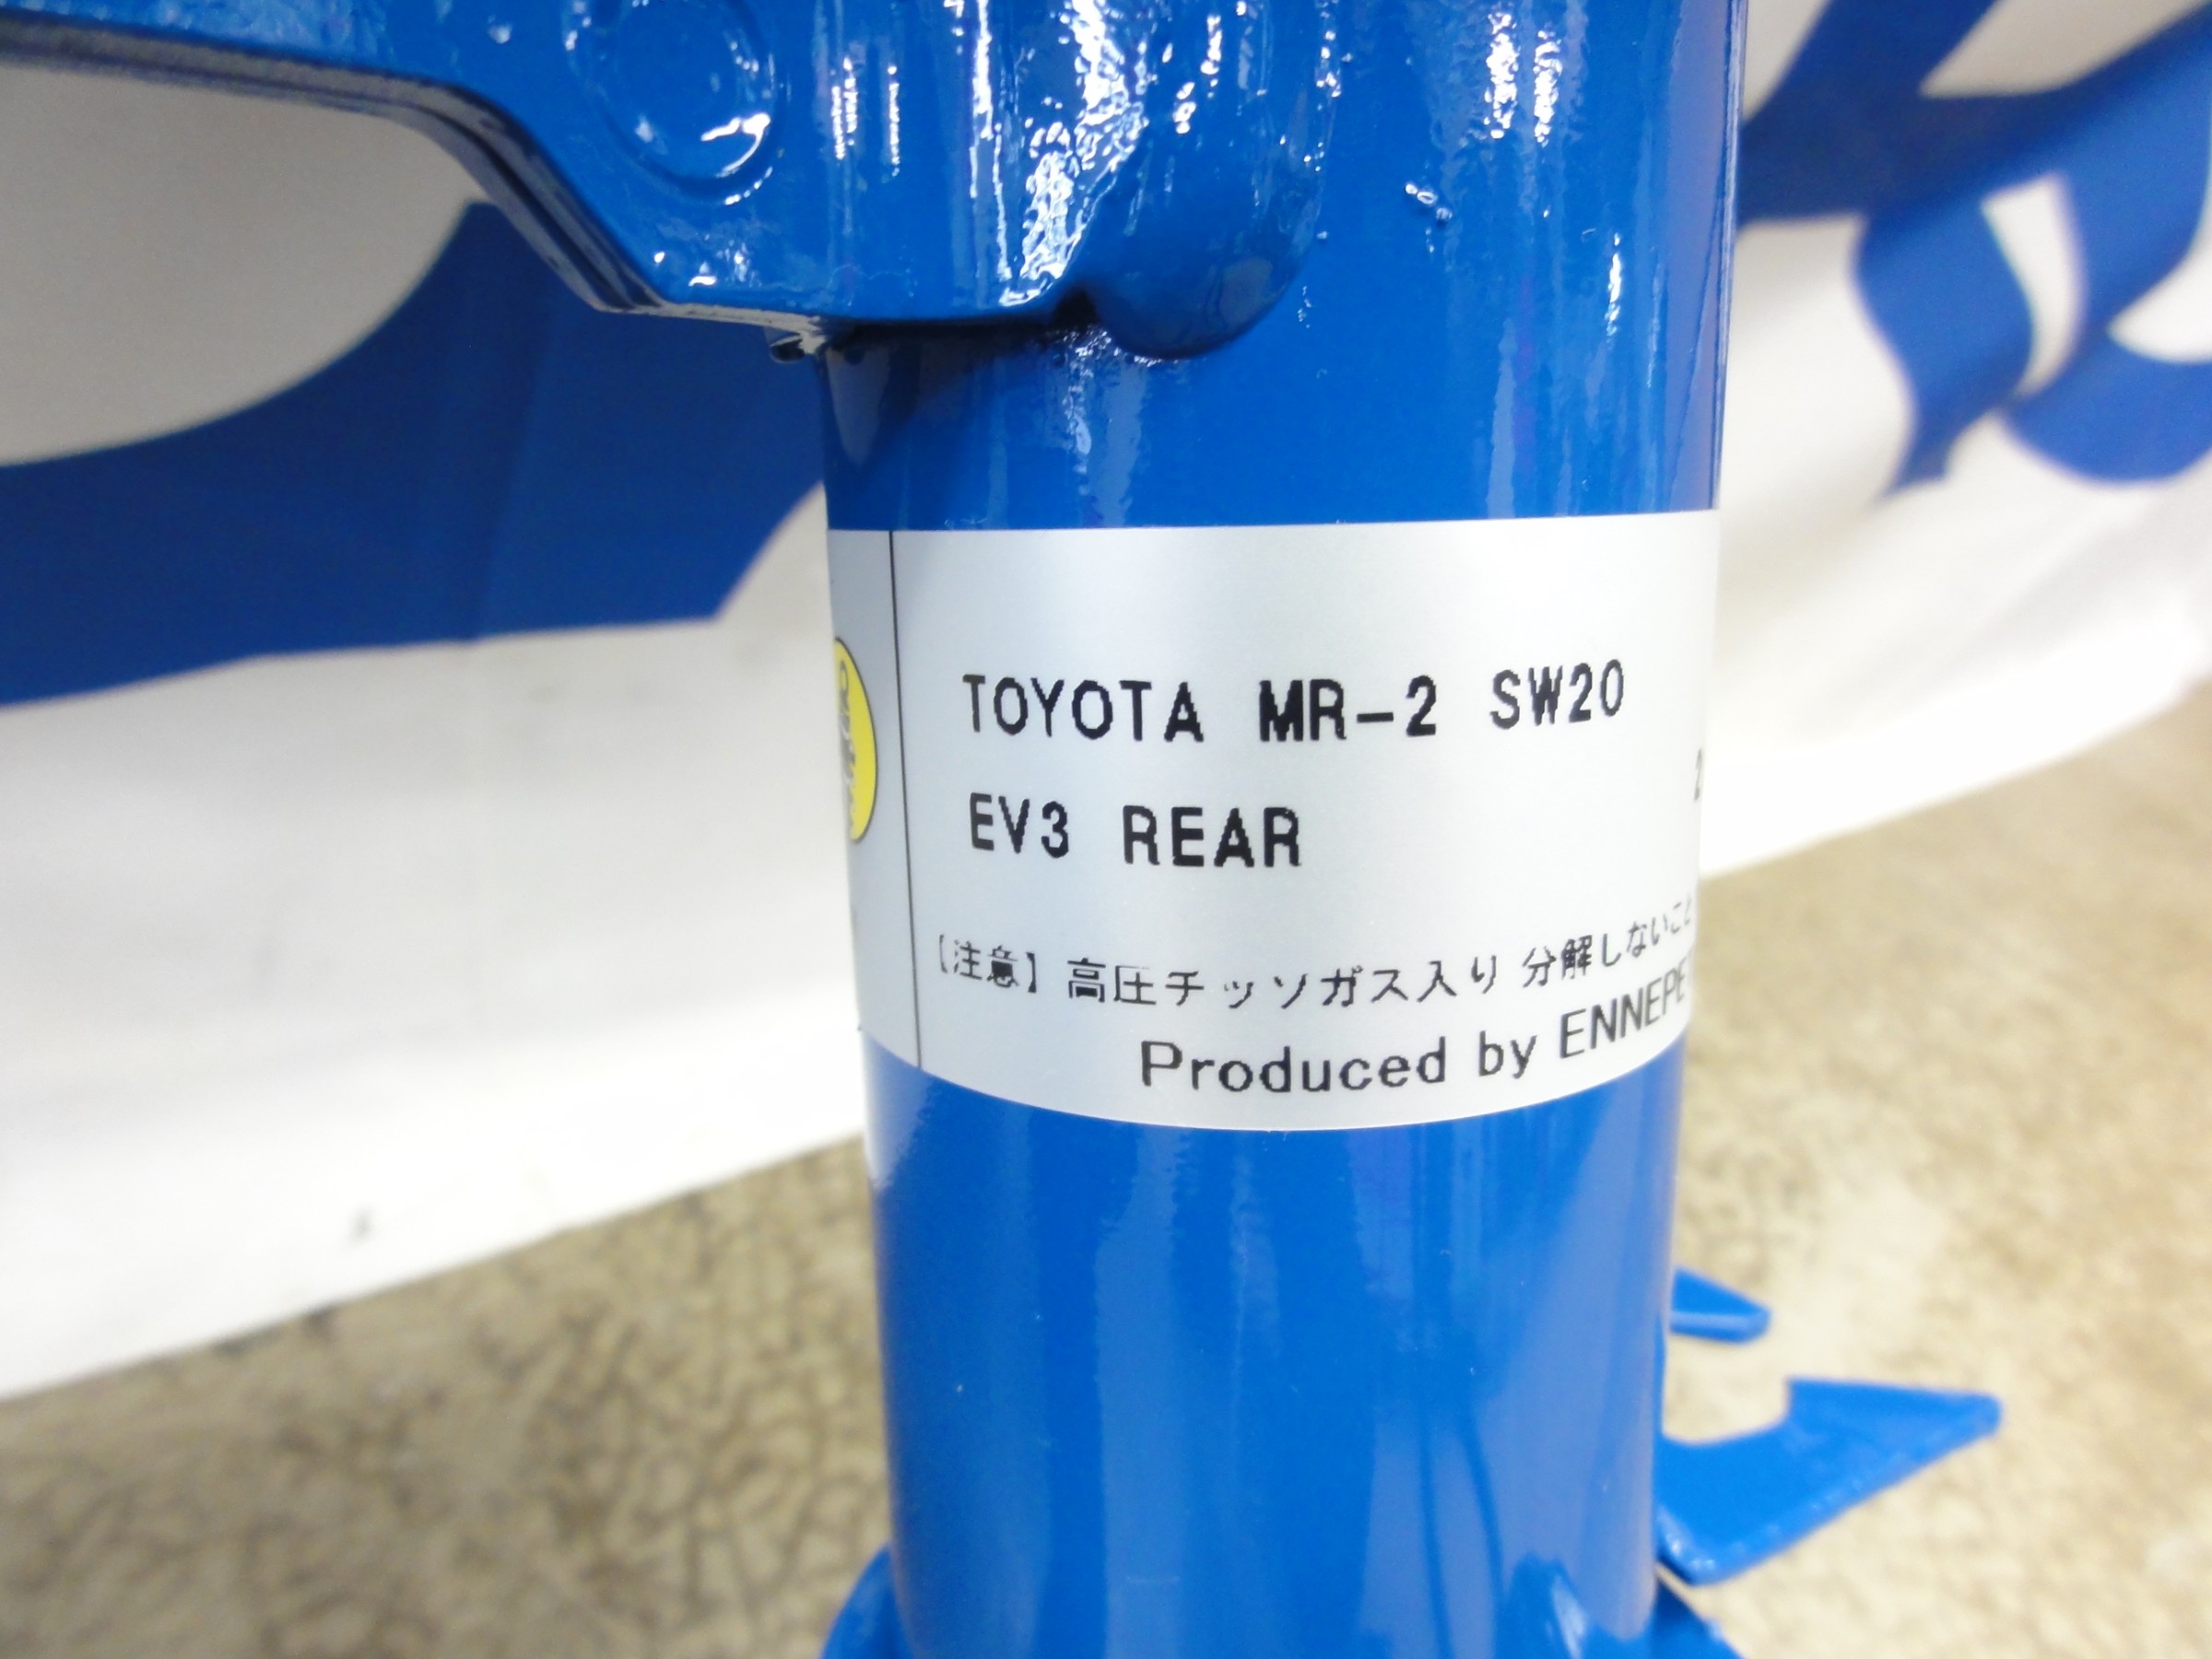 TOYOTA MR-2 SW20
EV3 REAR
【注意】高圧チッソガス入り 分解しないこと
Produced by ENNEPE